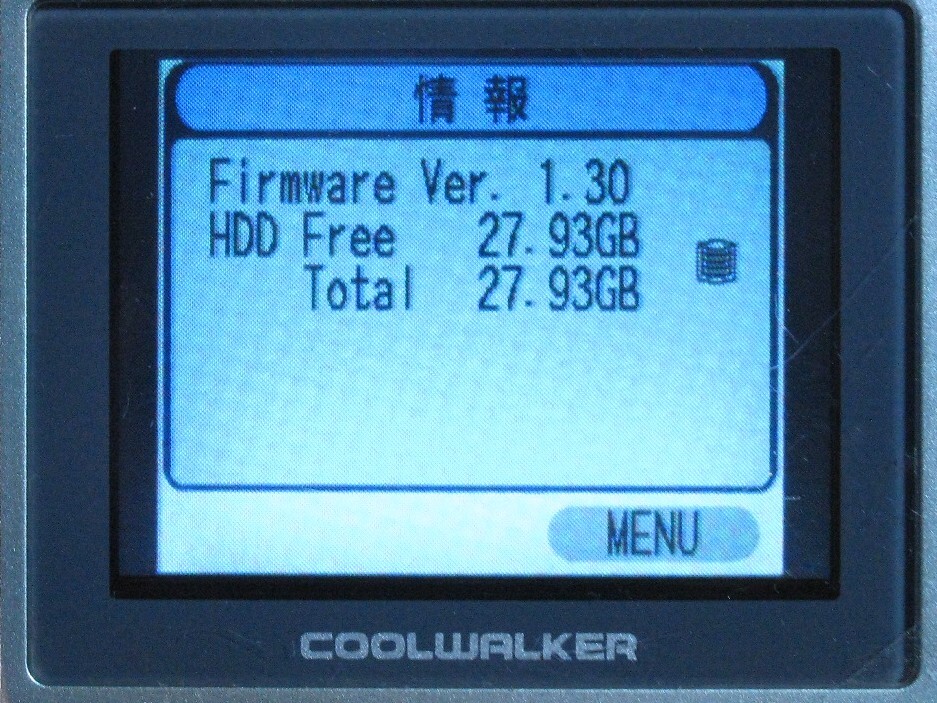 情 報
Firmware Ver. 1.30
HDD Free 27.93GB
Total 27.93GB
MENU
COOLWALKER